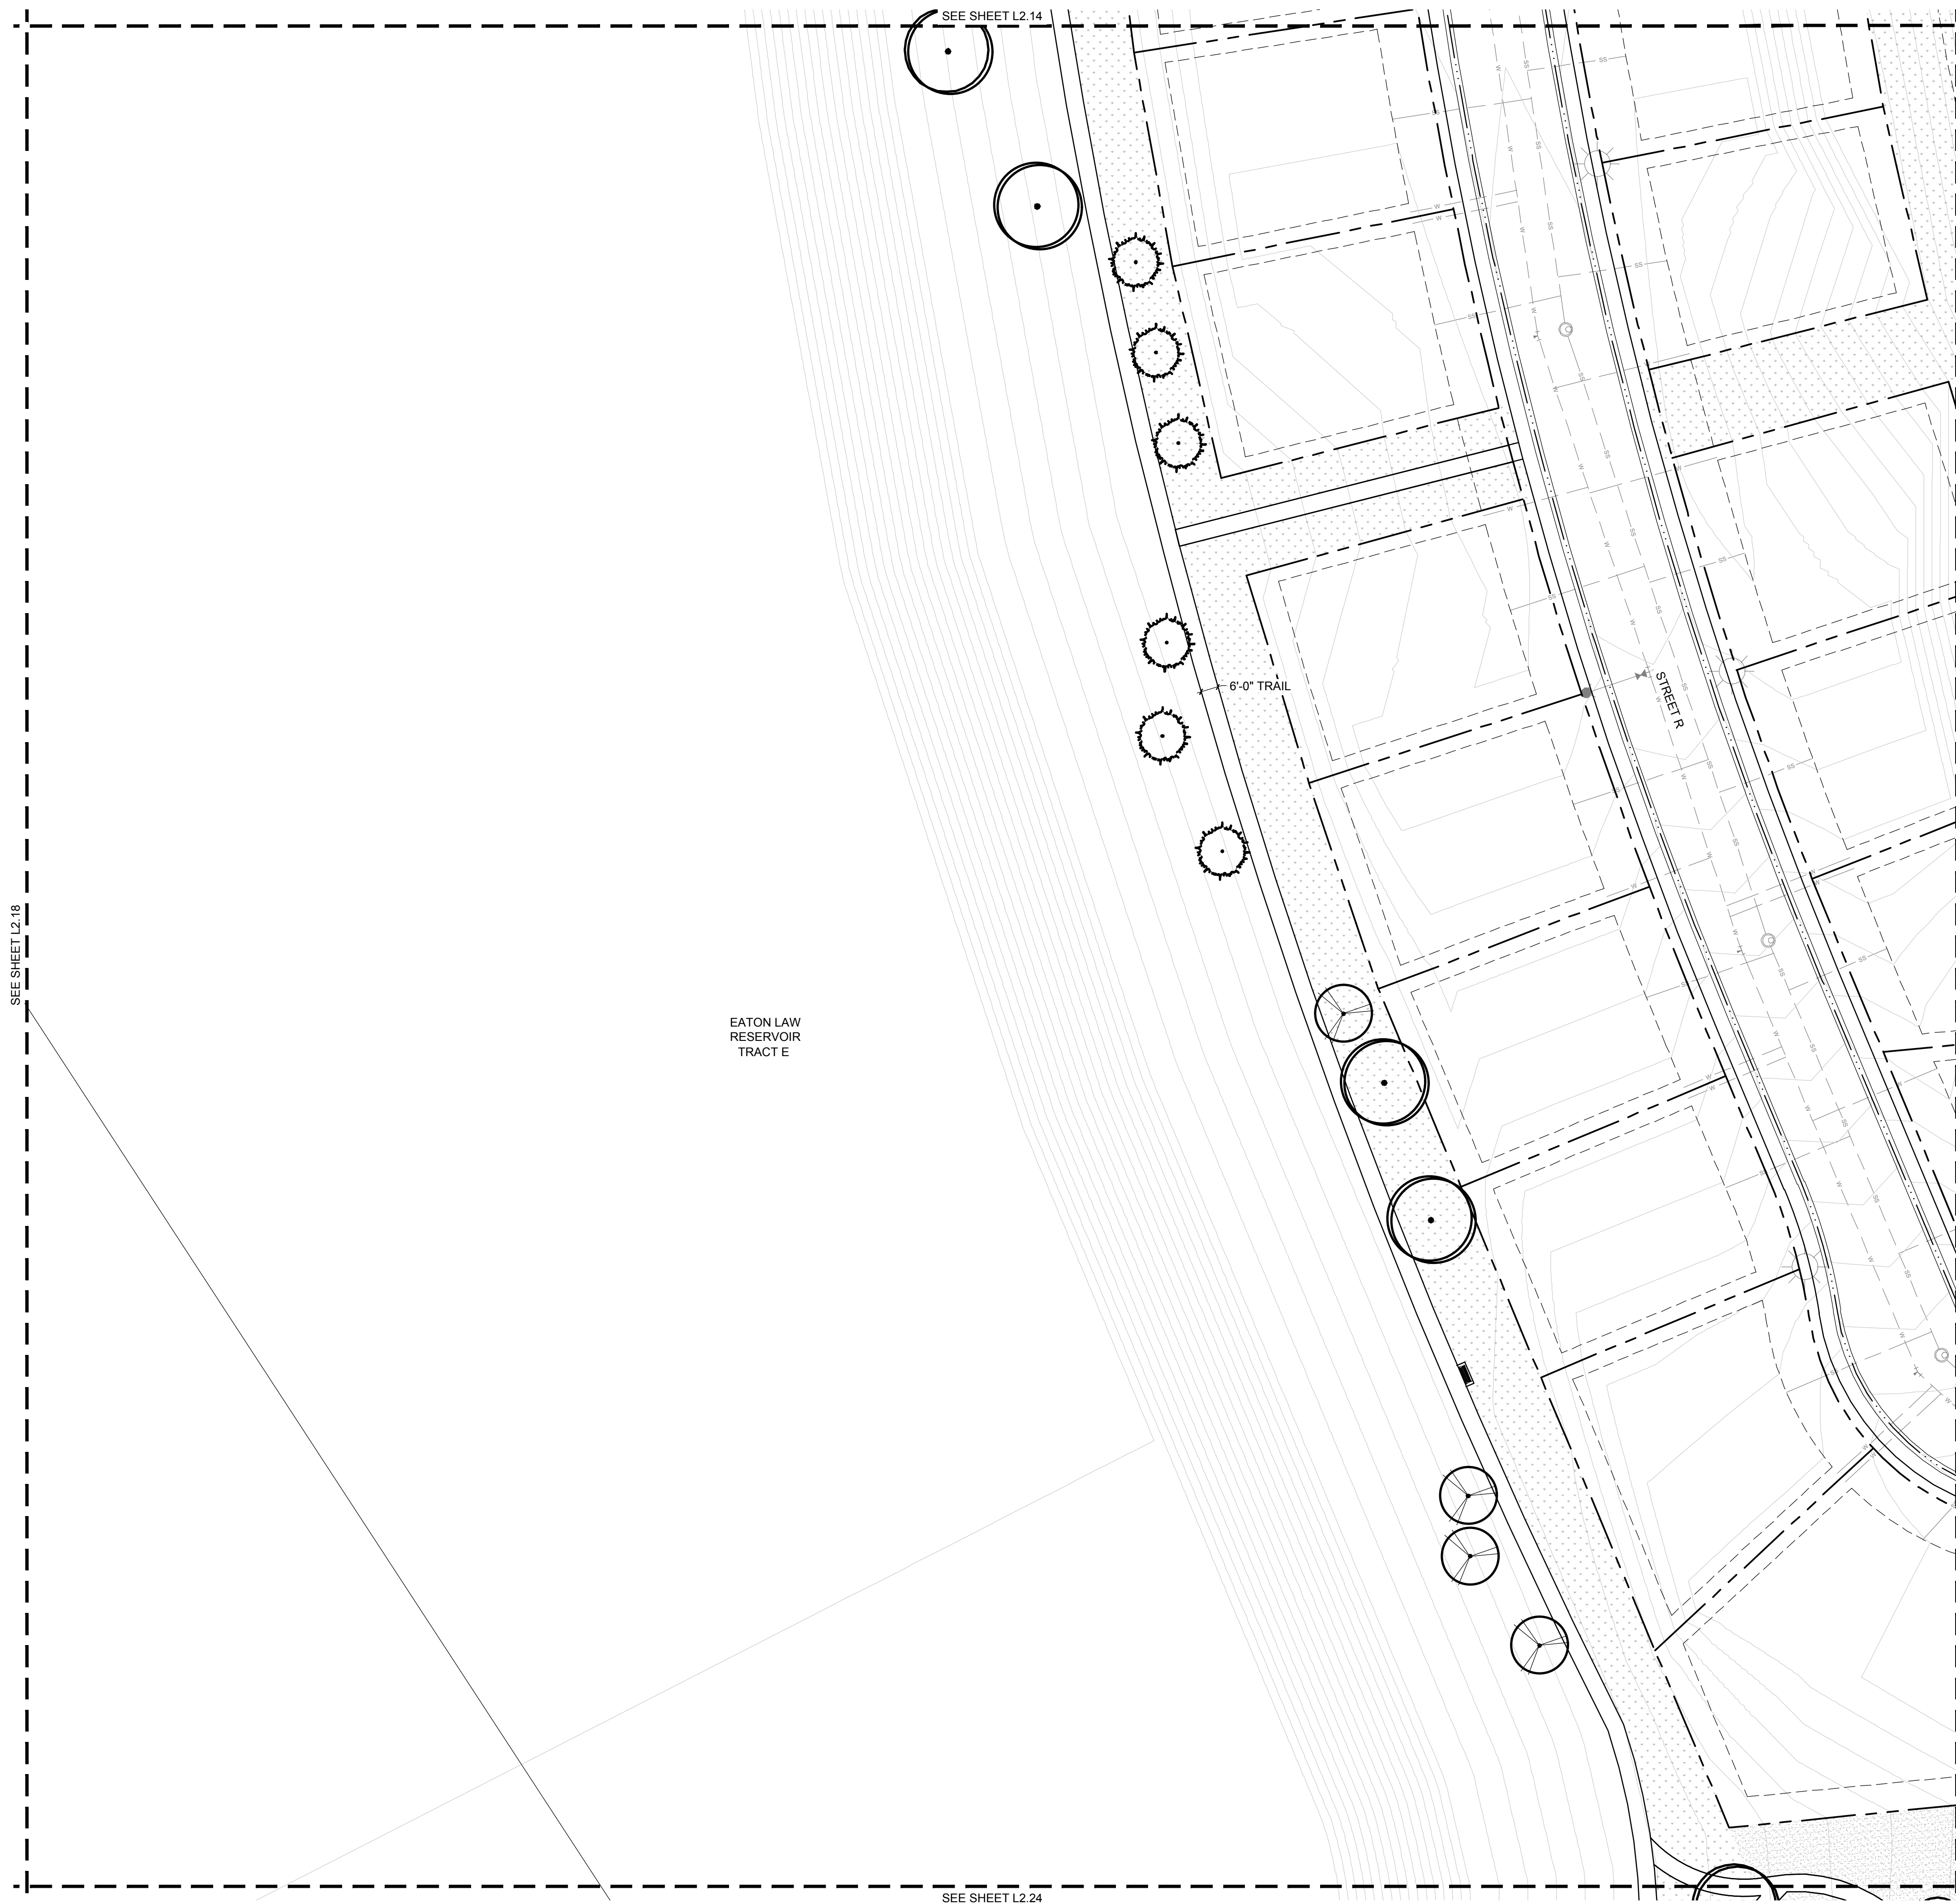 SEE SHEET L2.14
6'-0" TRAIL
STREET R
SEE SHEET L2.18
EATON LAW
RESERVOIR
TRACT E
SEE SHEET L2.24